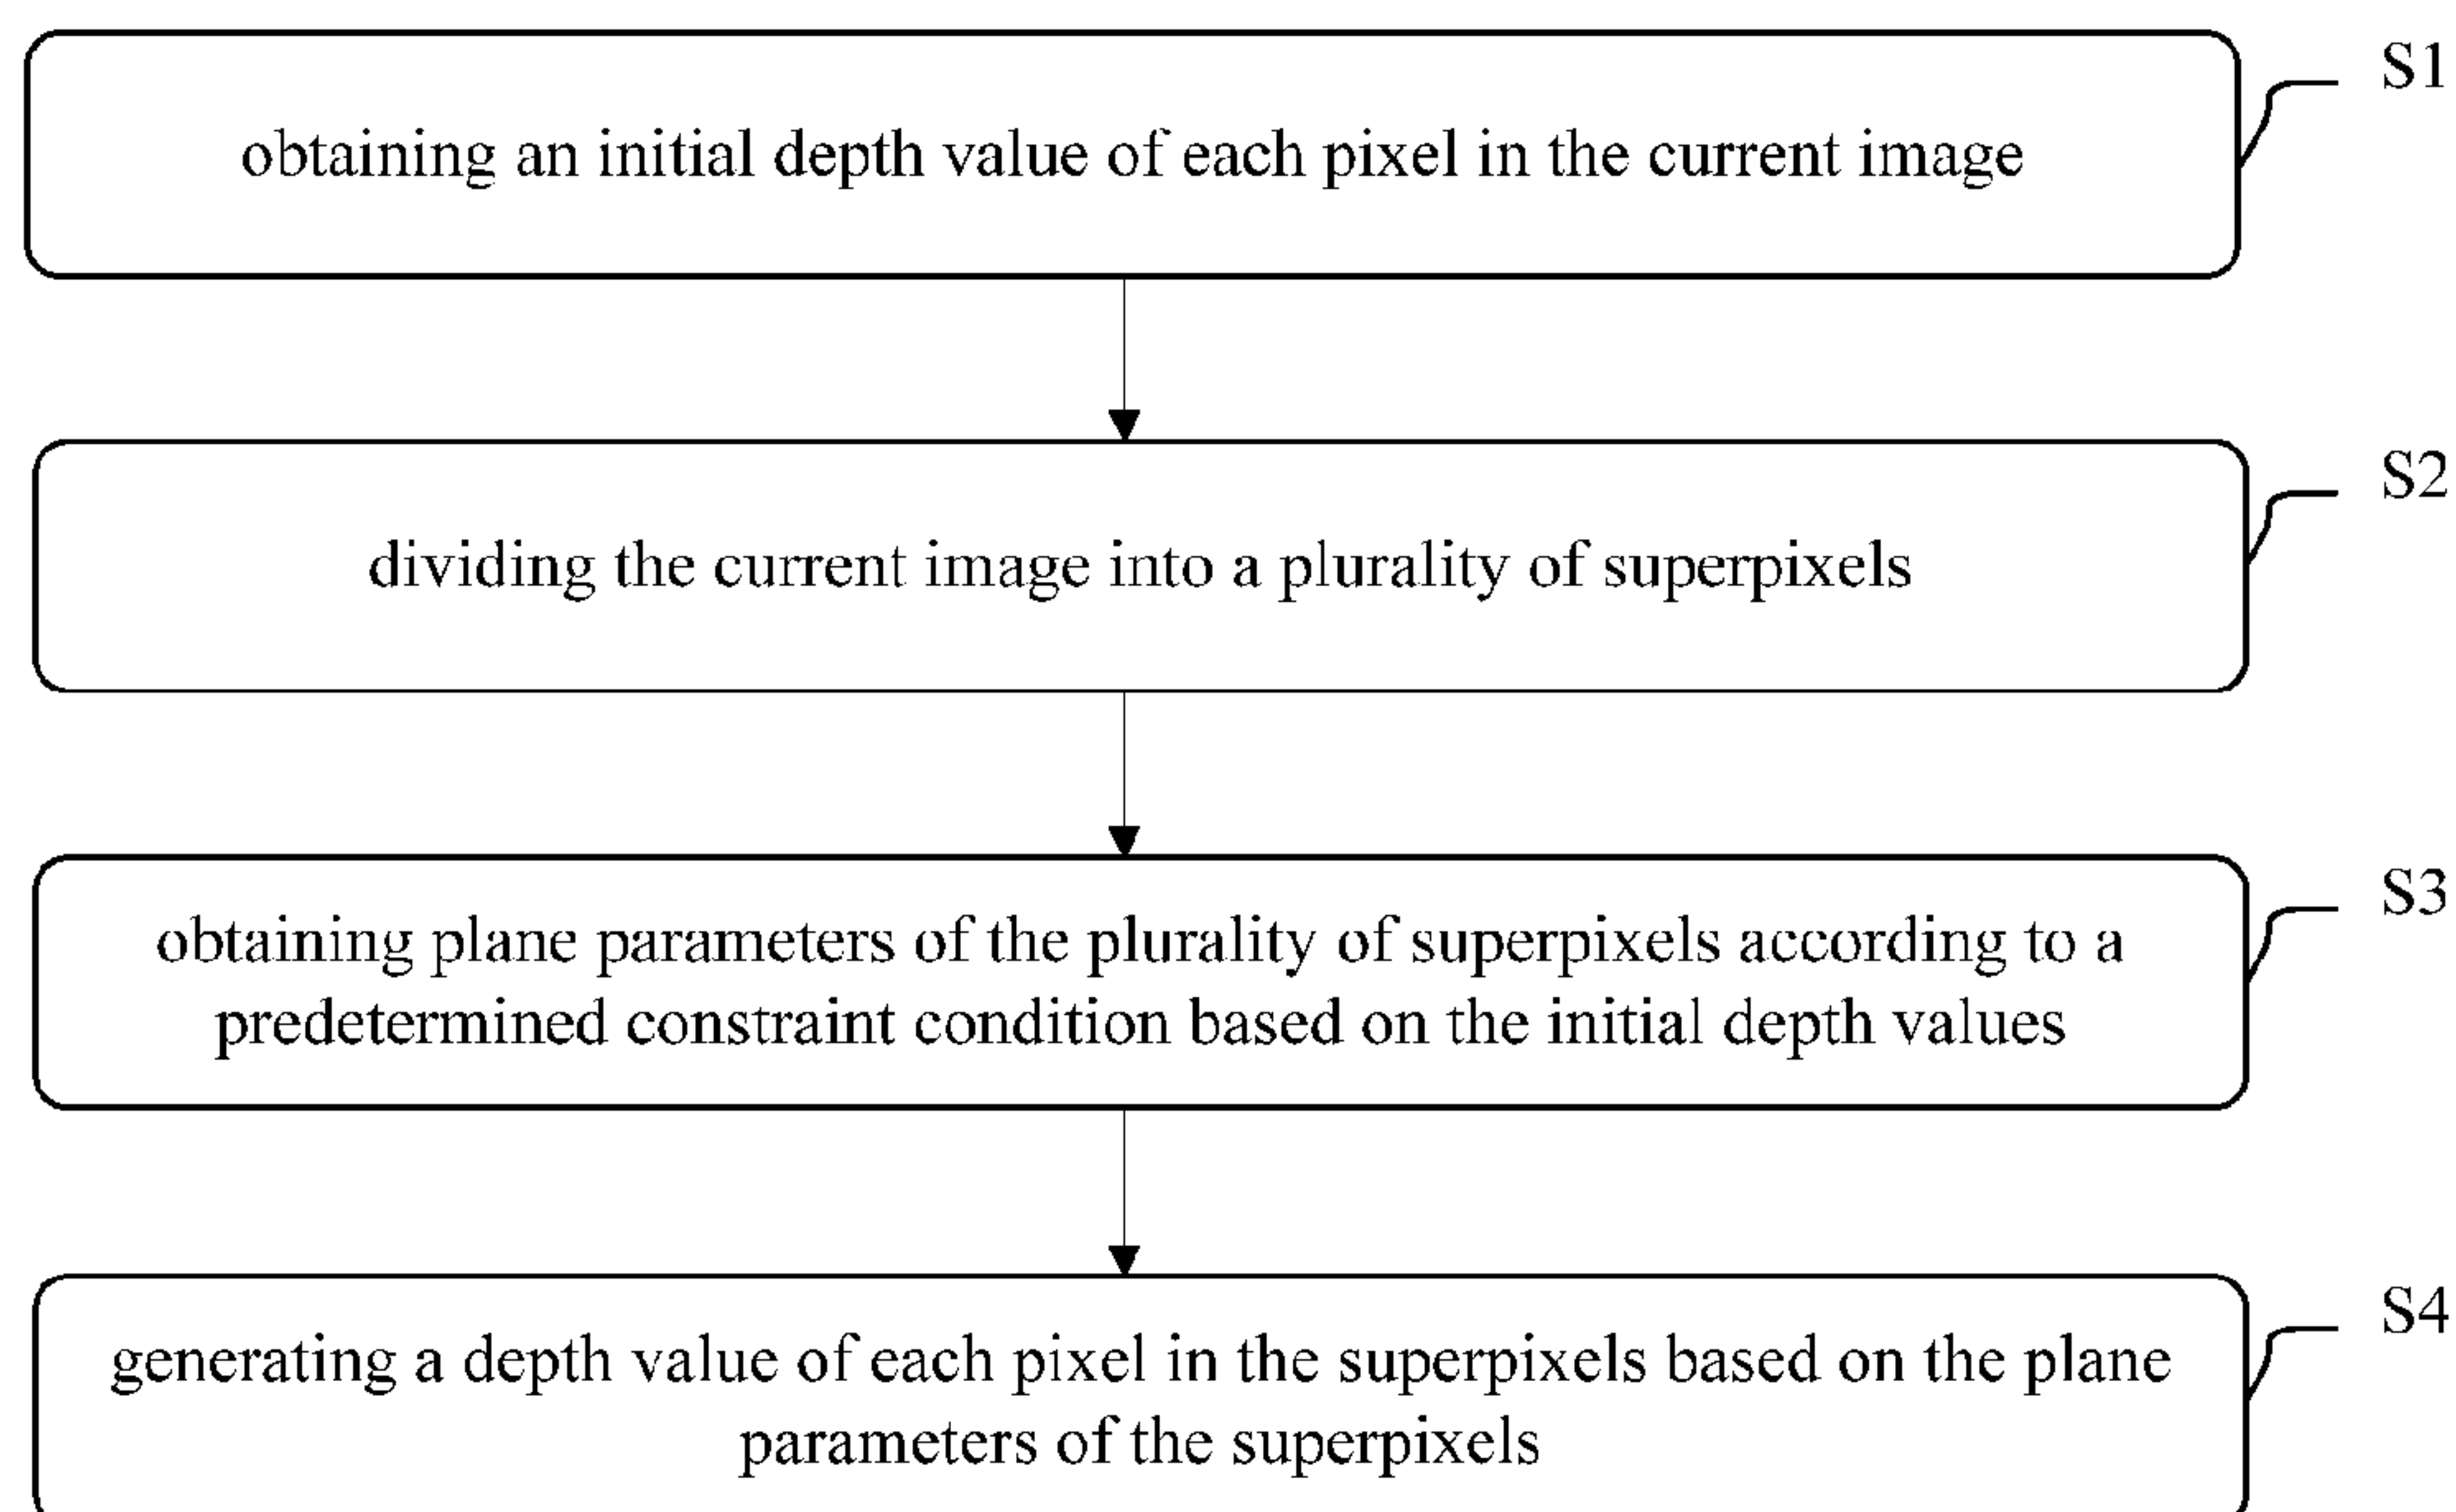 S1
obtaining an initial depth value of each pixel in the current image
S2
dividing the current image into a plurality of superpixels
S3
obtaining plane parameters of the plurality of superpixels according to a
predetermined constraint condition based on the initial depth values
S4
generating a depth value of each pixel in the superpixels based on the plane
parameters of the superpixels